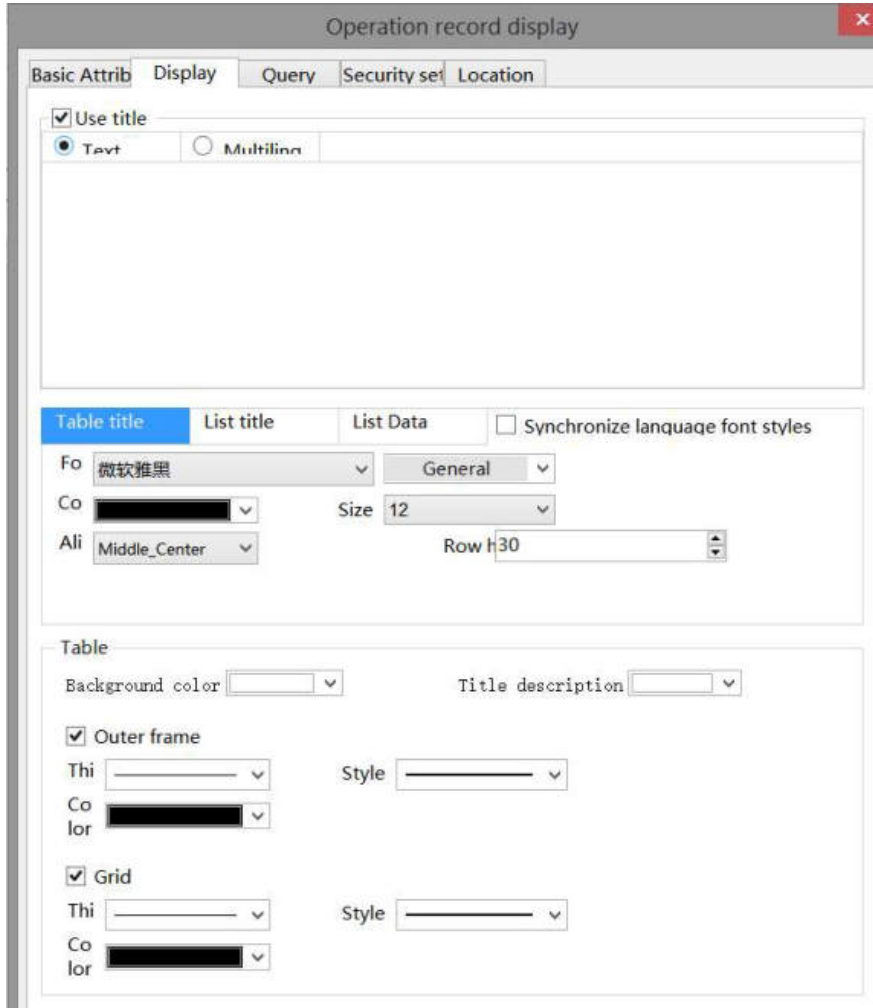 Operation record display
Basic Attrib Display Query Security set Location
Use title
Text Multiling
Table title List title List Data Synchronize language font styles
Fo 微软雅黑 General
Co Size 12
Ali Middle_Center Row h 30
Table
Background color Title description
Outer frame
Thi Style
Co
lor
Grid
Thi Style
Co
lor